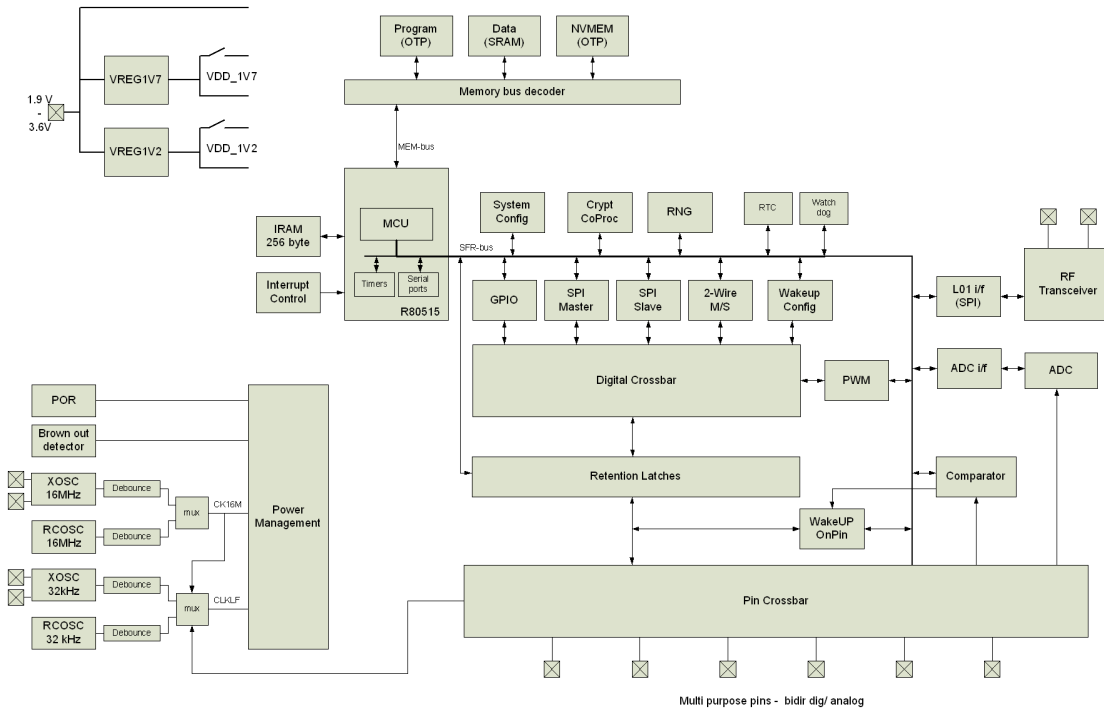 Program
(OTP)
Data
(SRAM)
NVMEM
(OTP)
VREG1V7
VDD_1V7
Memory bus decoder
1.9 V
-
3.6V
VREG1V2
VDD_1V2
MEM-bus
System
Config
Crypt
CoProc
RNG
RTC
Watch
dog
MCU
IRAM
256 byte
SFR-bus
Timers
Serial
ports
R80515
Interrupt
Control
GPIO
SPI
Master
SPI
Slave
2-Wire
M/S
Wakeup
Config
L01 i/f
(SPI)
RF
Transceiver
Digital Crossbar
PWM
ADC i/f
ADC
POR
Brown out
detector
XOSC
16MHz
Debounce
mux
CK16M
RCOSC
16MHz
Debounce
Power
Management
Retention Latches
Comparator
WakeUP
OnPin
XOSC
32kHz
Debounce
mux
CLKLF
RCOSC
32 kHz
Debounce
Pin Crossbar
Multi purpose pins - bidir dig/ analog